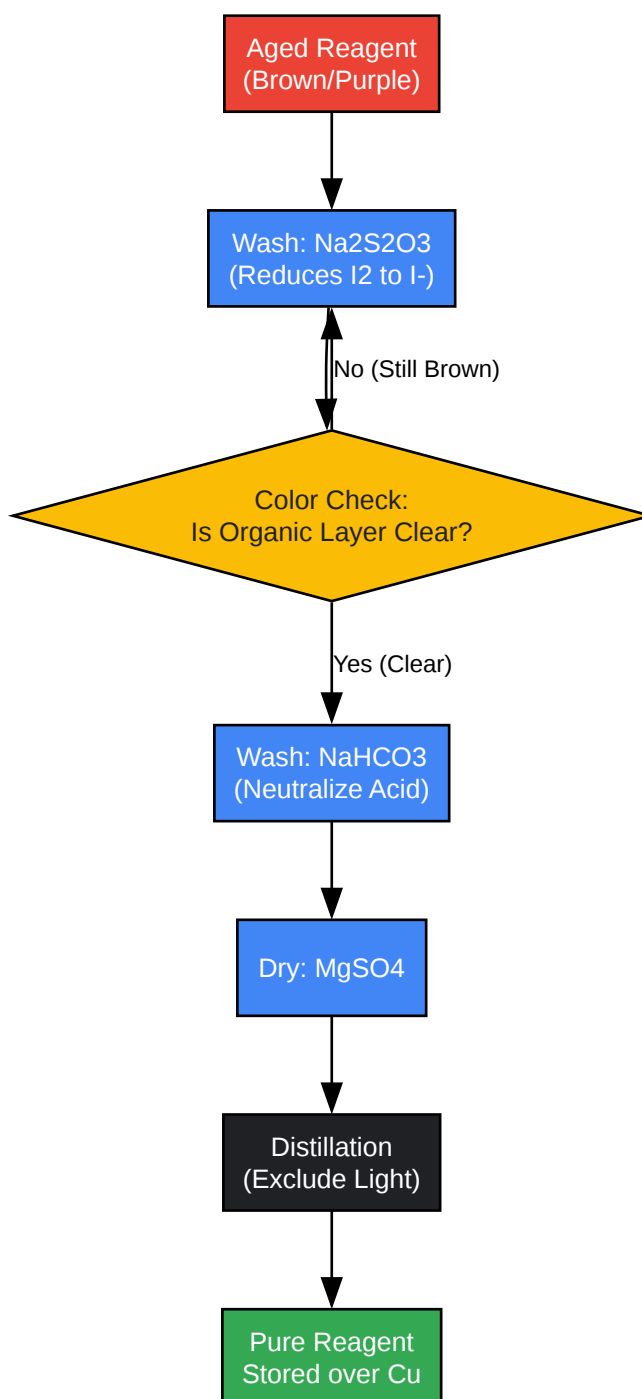 Aged Reagent
(Brown/Purple)
Wash: Na2S2O3
(Reduces I2 to I-)
No (Still Brown)
Color Check:
Is Organic Layer Clear?
Yes (Clear)
Wash: NaHCO3
(Neutralize Acid)
Dry: MgSO4
Distillation
(Exclude Light)
Pure Reagent
Stored over Cu